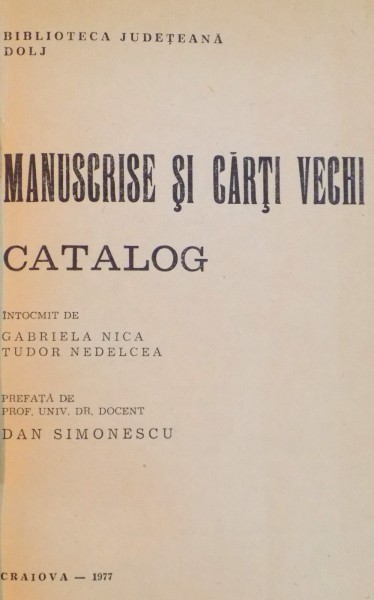 BIBLIOTECA JUDEȚEANĂ
DOLJ
MANUSCRISE ȘI CĂRȚI VECHI
CATALOG
ÎNTOCMIT DE
GABRIELA NICA
TUDOR NEDELCEA
PREFAȚĂ DE
PROF. UNIV. DR. DOCENT
DAN SIMONESCU
CRAIOVA — 1977